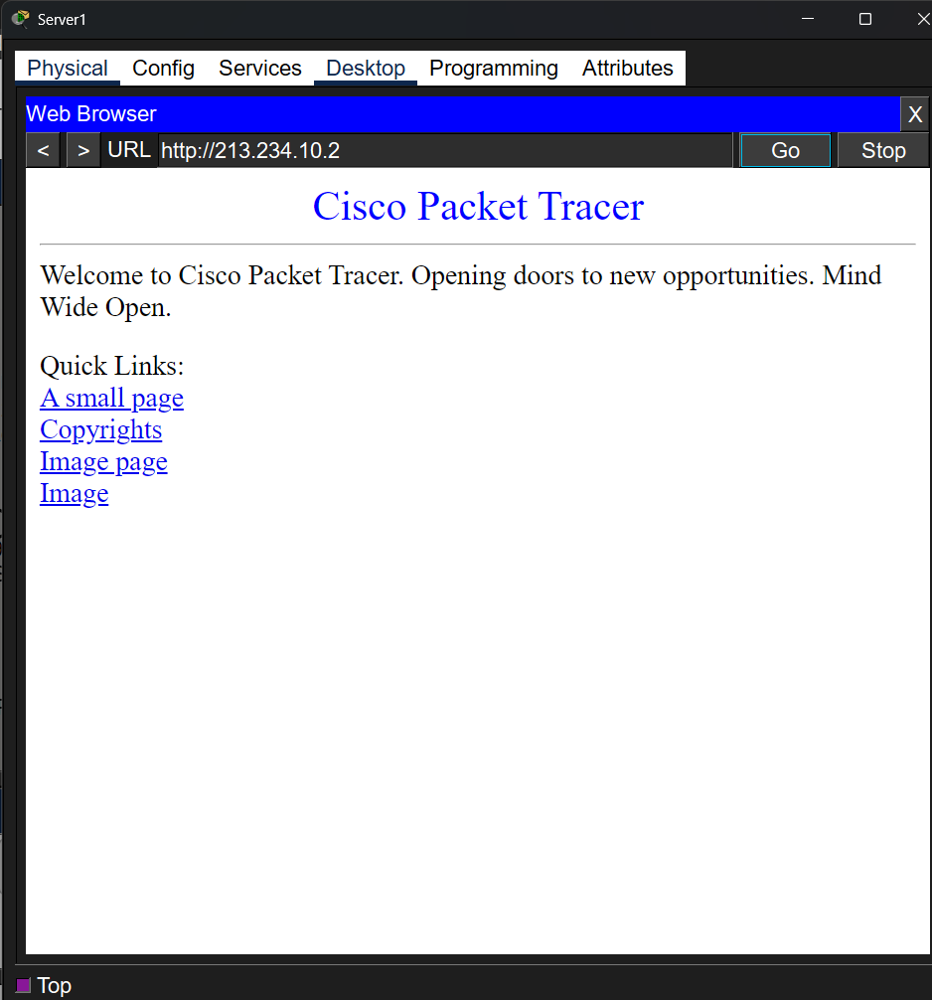 Server1
Physical Config Services Desktop Programming Attributes
Web Browser X
< > URL http://213.234.10.2 Go Stop
Cisco Packet Tracer
Welcome to Cisco Packet Tracer. Opening doors to new opportunities. Mind
Wide Open.
Quick Links:
A small page
Copyrights
Image page
Image
Top